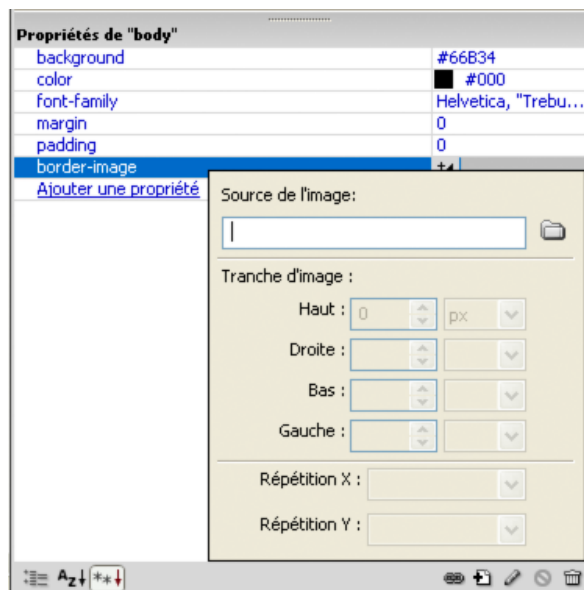 Propriétés de "body"
background #66B34
color #000
font-family Helvetica, "Trebu...
margin 0
padding 0
border-image
Ajouter une propriété
Source de l'image:
Tranche d'image :
Haut : 0 px
Droite :
Bas :
Gauche :
Répétition X :
Répétition Y :
Az
**